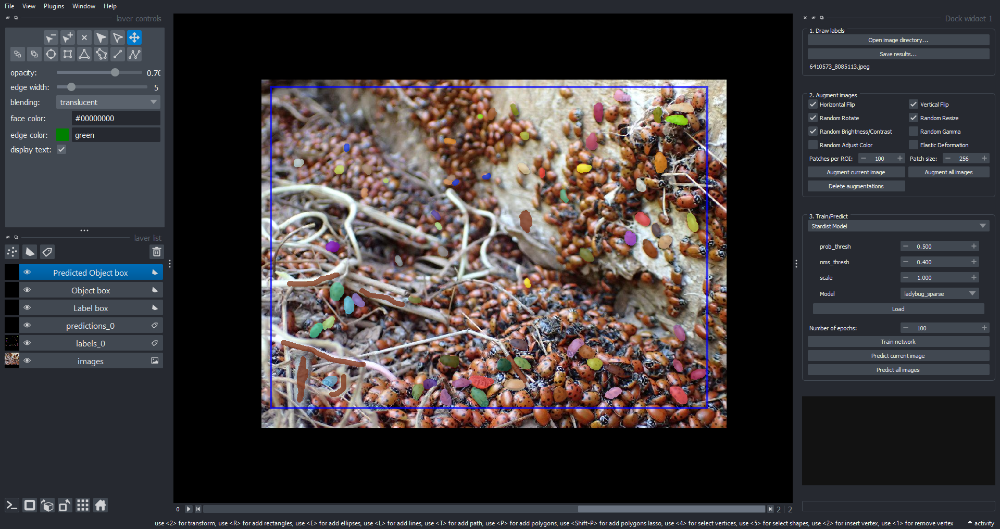 File View Plugins Window Help
layer controls
opacity: 0.70
edge width: 5
blending: translucent
face color: #00000000
edge color: green
display text:
layer list
Predicted Object box
Object box
Label box
predictions_0
labels_0
images
0 2 | 2
use <2> for transform, use <R> for add rectangles, use <E> for add ellipses, use <L> for add lines, use <T> for add path, use <P> for add polygons, use <Shift-P> for add polygons lasso, use <4> for select vertices, use <5> for select shapes, use <2> for insert vertex, use <1> for remove vertex
activity
Dock widget 1
1. Draw labels
Open image directory...
Save results...
6410573_8085113.jpeg
2. Augment images
Horizontal Flip Vertical Flip
Random Rotate Random Resize
Random Brightness/Contrast Random Gamma
Random Adjust Color Elastic Deformation
Patches per ROI: 100 Patch size: 256
Augment current image Augment all images
Delete augmentations
3. Train/Predict
Stardist Model
prob_thresh 0.500
nms_thresh 0.400
scale 1.000
Model ladybug_sparse
Load
Number of epochs: 100
Train network
Predict current image
Predict all images